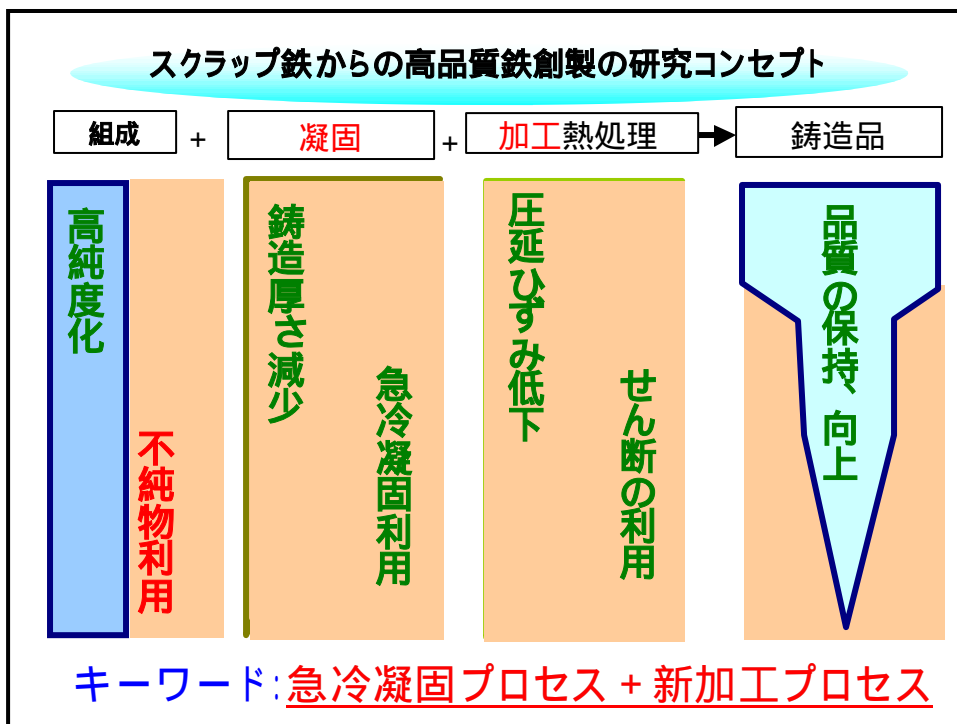 スクラップ鉄からの高品質鉄創製の研究コンセプト
組成 + 凝固 + 加工熱処理 鋳造品
高純度化
不純物利用
鋳造厚さ減少
急冷凝固利用
圧延ひずみ低下
せん断の利用
品質の保持、向上
キーワード:急冷凝固プロセス + 新加工プロセス